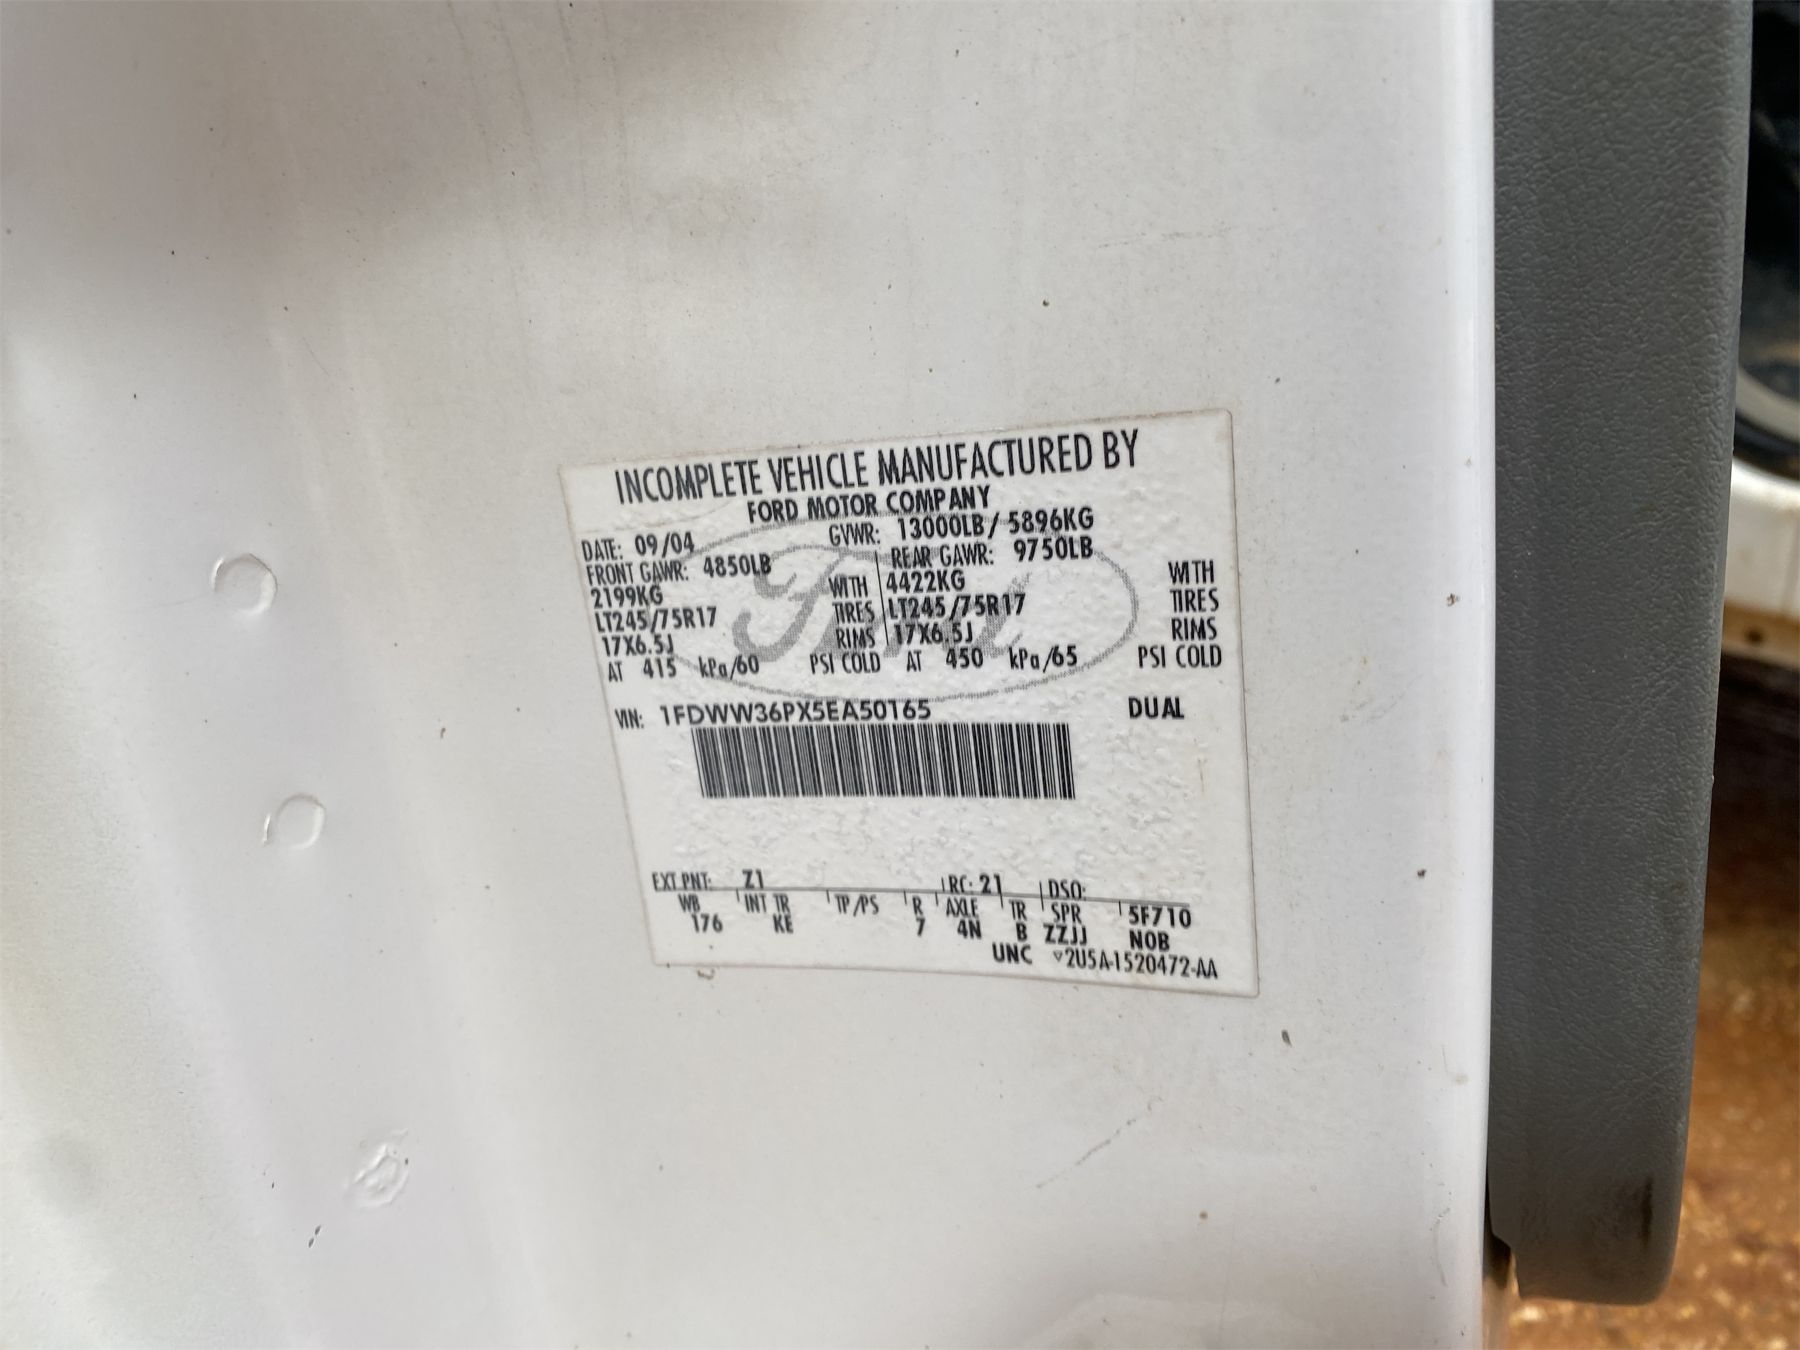 INCOMPLETE VEHICLE MANUFACTURED BY
FORD MOTOR COMPANY
DATE: 09/04 GVWR: 13000LB/ 5896KG
FRONT GAWR: 4850LB REAR GAWR: 9750LB
2199KG WITH 4422KG WITH
LT245/75R17 TIRES LT245/75R17 TIRES
17X6.5J RIMS 17X6.5J RIMS
AT 415 kPa/60 PSI COLD AT 450 kPa/65 PSI COLD
VIN: 1FDWW36PX5EA50165 DUAL
EXT PNT: Z1 RC: 21 DSO:
WB INT TR TP/PS R AXLE TR SPR 5F710
176 KE 7 4N B ZZJJ NOB
UNC ▽2U5A-1520472-AA
Ford